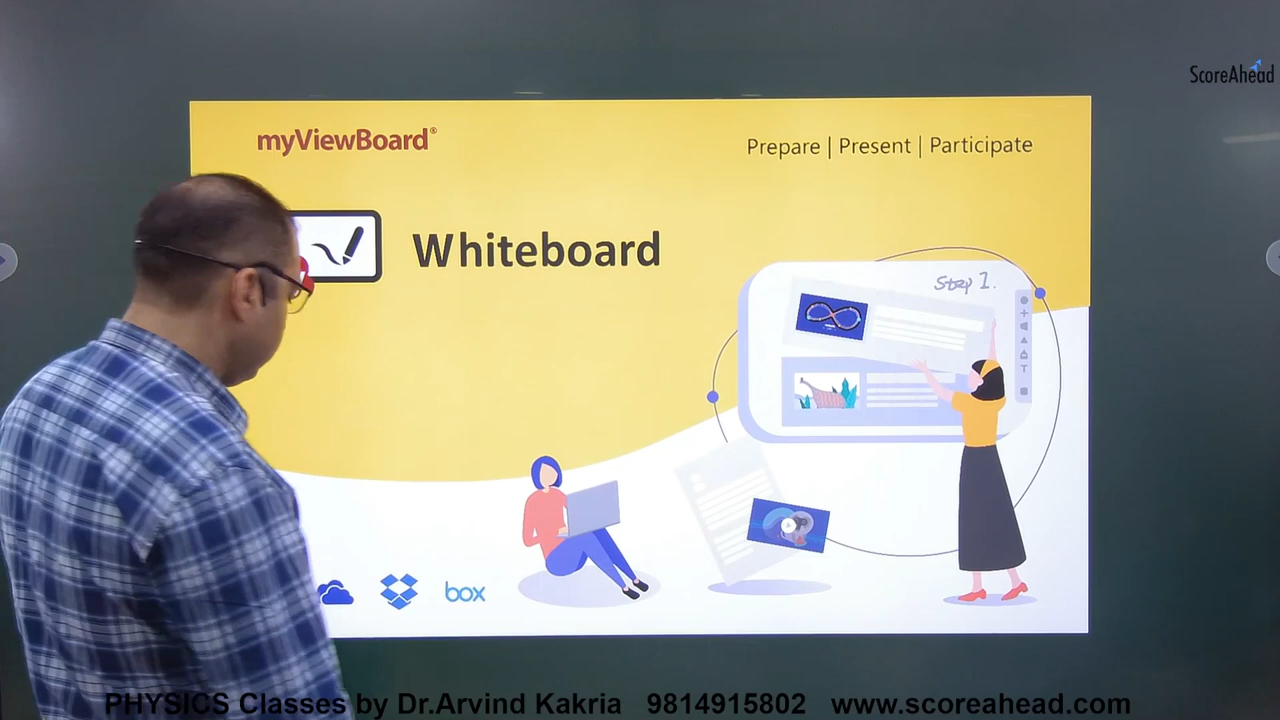 ScoreAhead
myViewBoard®
Prepare | Present | Participate
Whiteboard
Step 1.
box
PHYSICS Classes by Dr.Arvind Kakria 9814915802 www.scoreahead.com